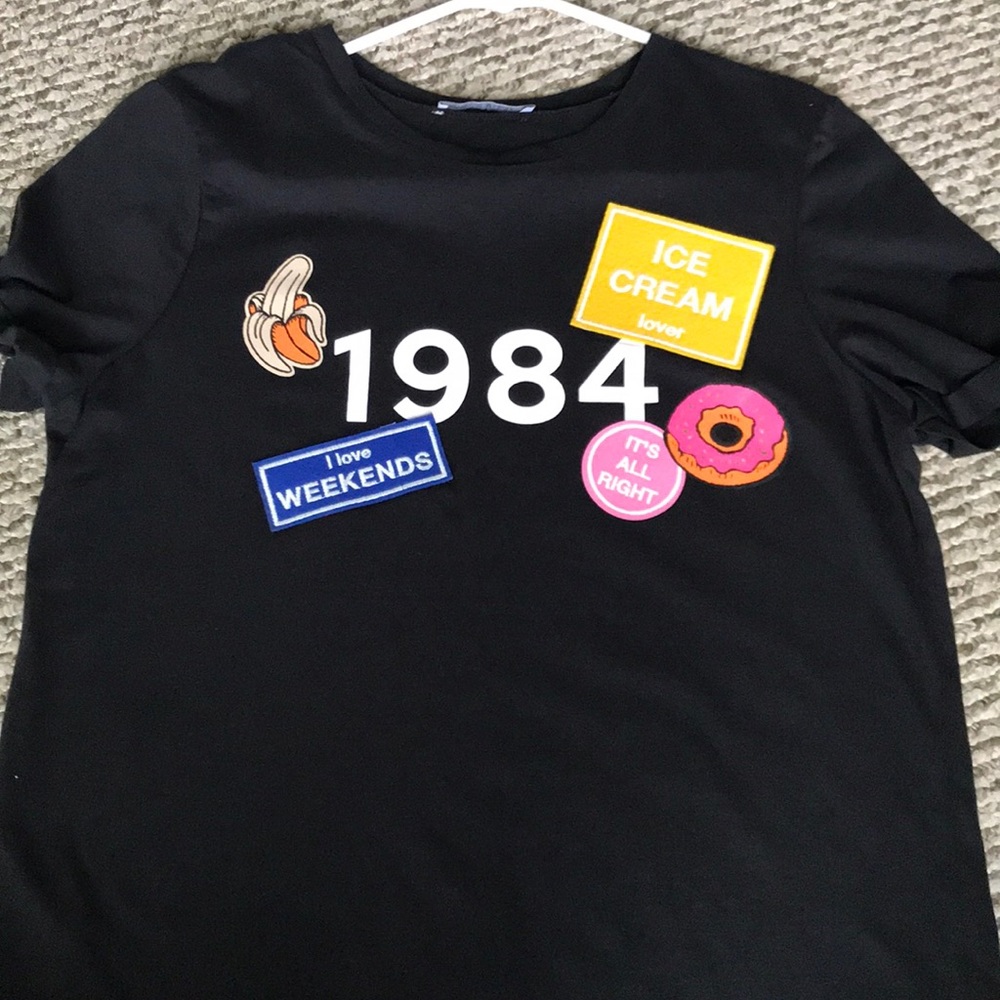 ICE
CREAM
lover
1984
I love
WEEKENDS
IT'S
ALL
RIGHT